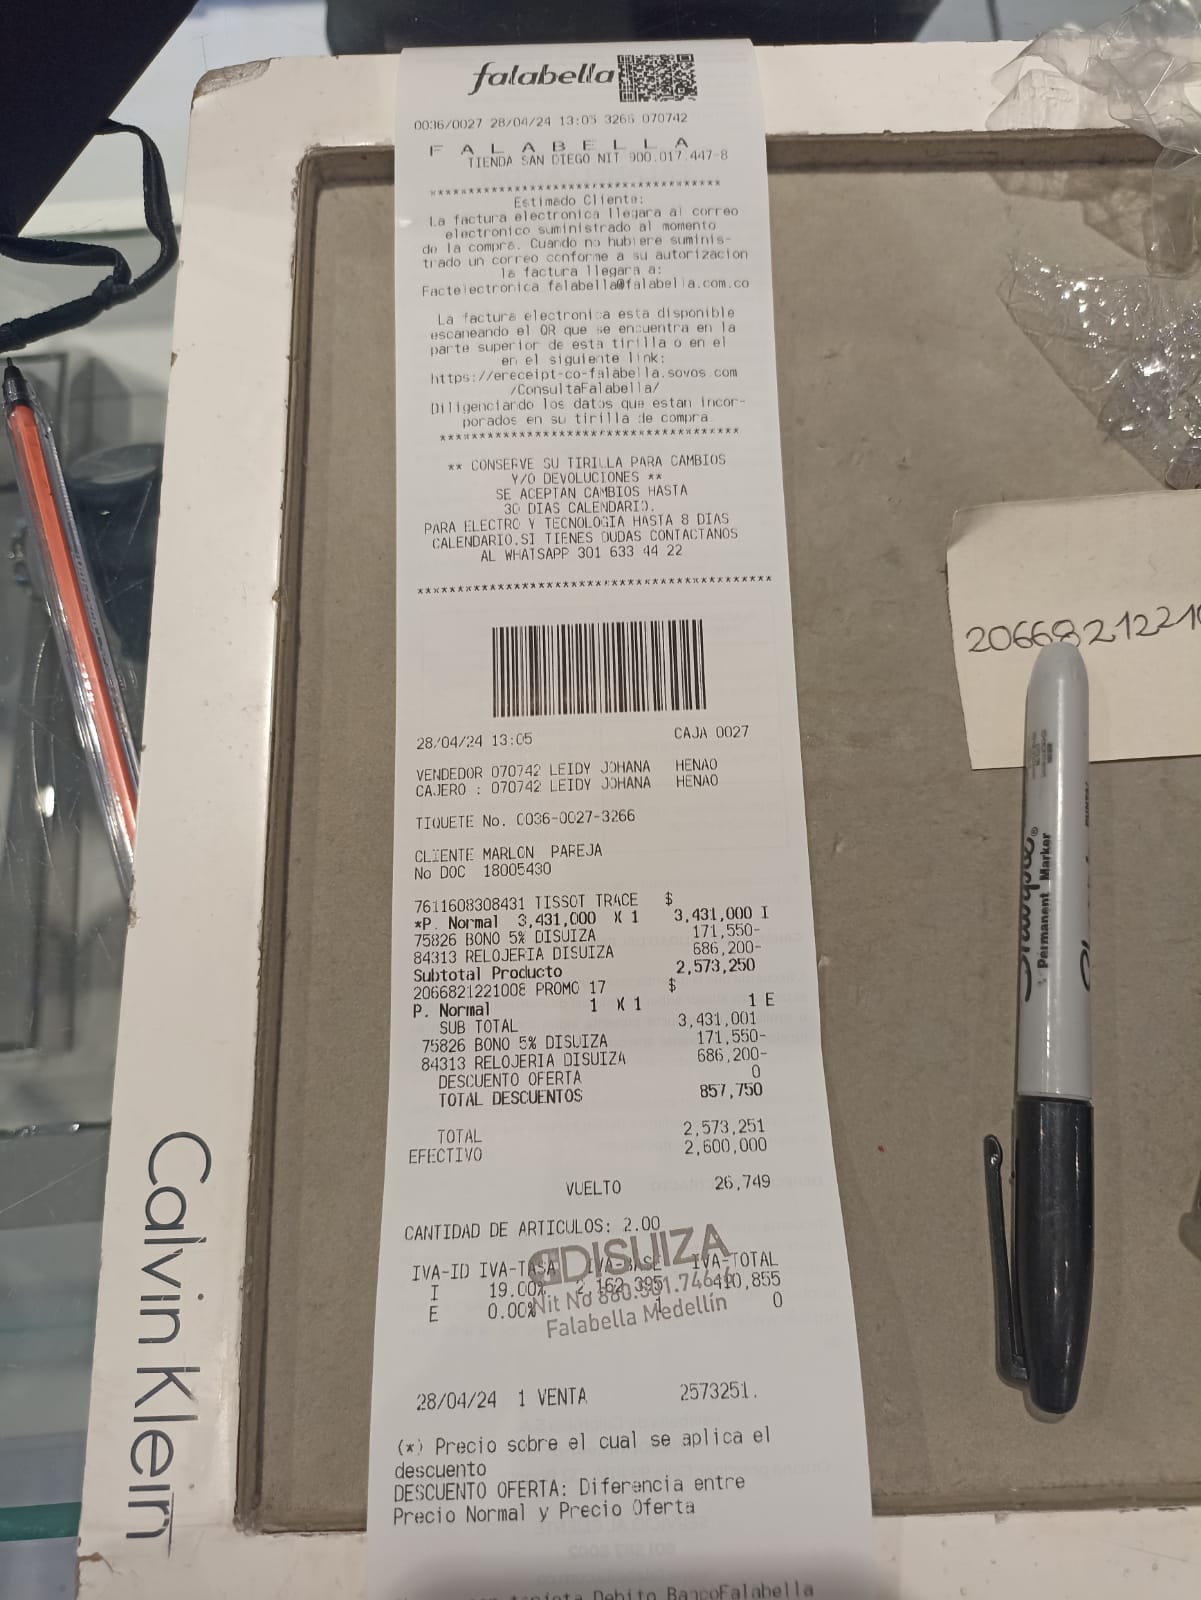 falabella
0036/0027 28/04/24 13:05 3266 070742
F A L A B E L L A
TIENDA SAN DIEGO NIT 900.017.447-8
****************************************
Estimado Cliente:
La factura electronica llegara al correo
electronico suministrado al momento
de la compra. Cuando no hubiere suminis-
trado un correo conforme a su autorizacion
la factura llegara a:
Factelectronica falabella@falabella.com.co
La factura electronica esta disponible
escaneando el QR que se encuentra en la
parte superior de esta tirilla o en el
en el siguiente link:
https://ereceipt-co-falabella.sovos.com
/ConsultaFalabella/
Diligenciando los datos que estan incor-
porados en su tirilla de compra
****************************************
** CONSERVE SU TIRILLA PARA CAMBIOS
Y/O DEVOLUCIONES **
SE ACEPTAN CAMBIOS HASTA
30 DIAS CALENDARIO.
PARA ELECTRO Y TECNOLOGIA HASTA 8 DIAS
CALENDARIO.SI TIENES DUDAS CONTACTANOS
AL WHATSAPP 301 633 44 22
****************************************
28/04/24 13:05 CAJA 0027
VENDEDOR 070742 LEIDY JOHANA HENAO
CAJERO : 070742 LEIDY JOHANA HENAO
TIQUETE No. 0036-0027-3266
CLIENTE MARLON PAREJA
No DOC 18005430
7611608308431 TISSOT TRACE $
*P. Normal 3,431,000 X 1 3,431,000 I
75826 BONO 5% DISUIZA 171,550-
84313 RELOJERIA DISUIZA 686,200-
Subtotal Producto 2,573,250
2066821221008 PROMO 17 $
P. Normal 1 X 1 1 E
SUB TOTAL 3,431,001
75826 BONO 5% DISUIZA 171,550-
84313 RELOJERIA DISUIZA 686,200-
DESCUENTO OFERTA 0
TOTAL DESCUENTOS 857,750
TOTAL 2,573,251
EFECTIVO 2,600,000
VUELTO 26,749
CANTIDAD DE ARTICULOS: 2.00
DISUIZA
IVA-ID IVA-TASA IVA-BASE IVA-TOTAL
I 19.00% 2,162,395 410,855
E 0.00% 1 0
Nit No
Falabella Medellín
28/04/24 1 VENTA 2573251.
(*) Precio sobre el cual se aplica el
descuento
DESCUENTO OFERTA: Diferencia entre
Precio Normal y Precio Oferta
Debito BancoFalabella
Calvin Klein
206682122
Sharpie®
Permanent Marker